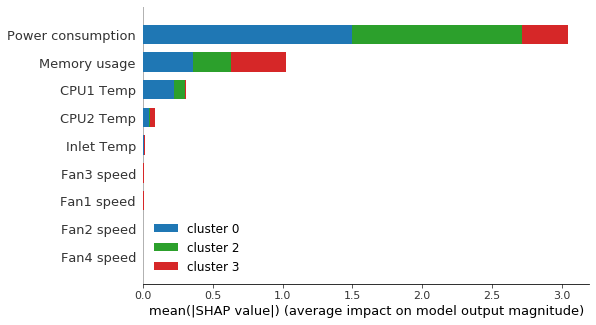 Power consumption
Memory usage
CPU1 Temp
CPU2 Temp
Inlet Temp
Fan3 speed
Fan1 speed
Fan2 speed
Fan4 speed
cluster 0
cluster 2
cluster 3
0.0 0.5 1.0 1.5 2.0 2.5 3.0
mean(|SHAP value|) (average impact on model output magnitude)